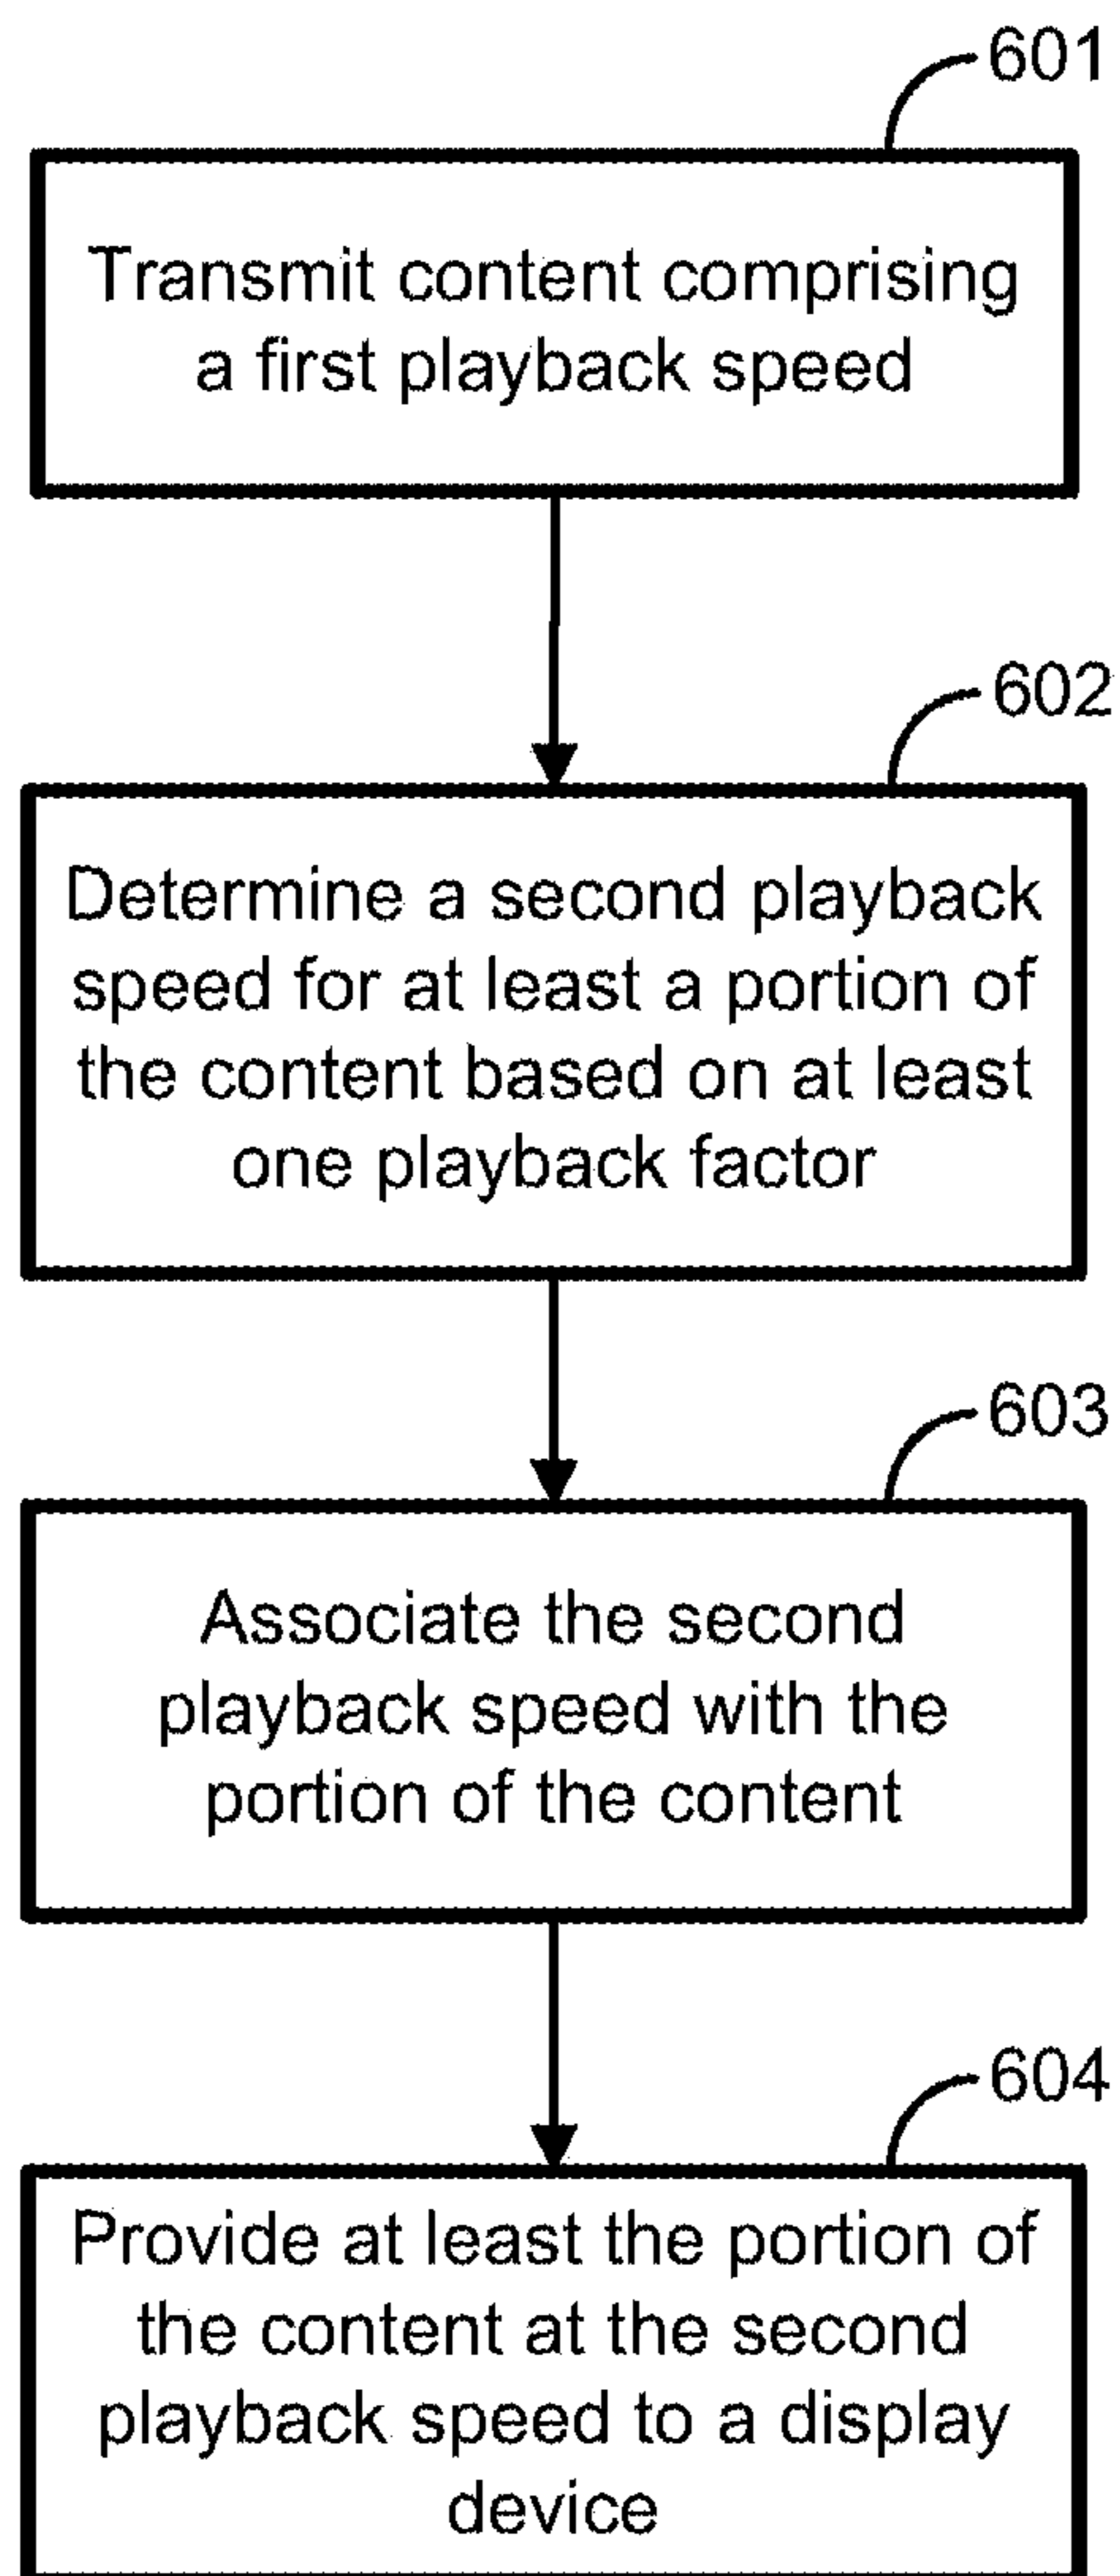 601
Transmit content comprising
a first playback speed
602
Determine a second playback
speed for at least a portion of
the content based on at least
one playback factor
603
Associate the second
playback speed with the
portion of the content
604
Provide at least the portion of
the content at the second
playback speed to a display
device